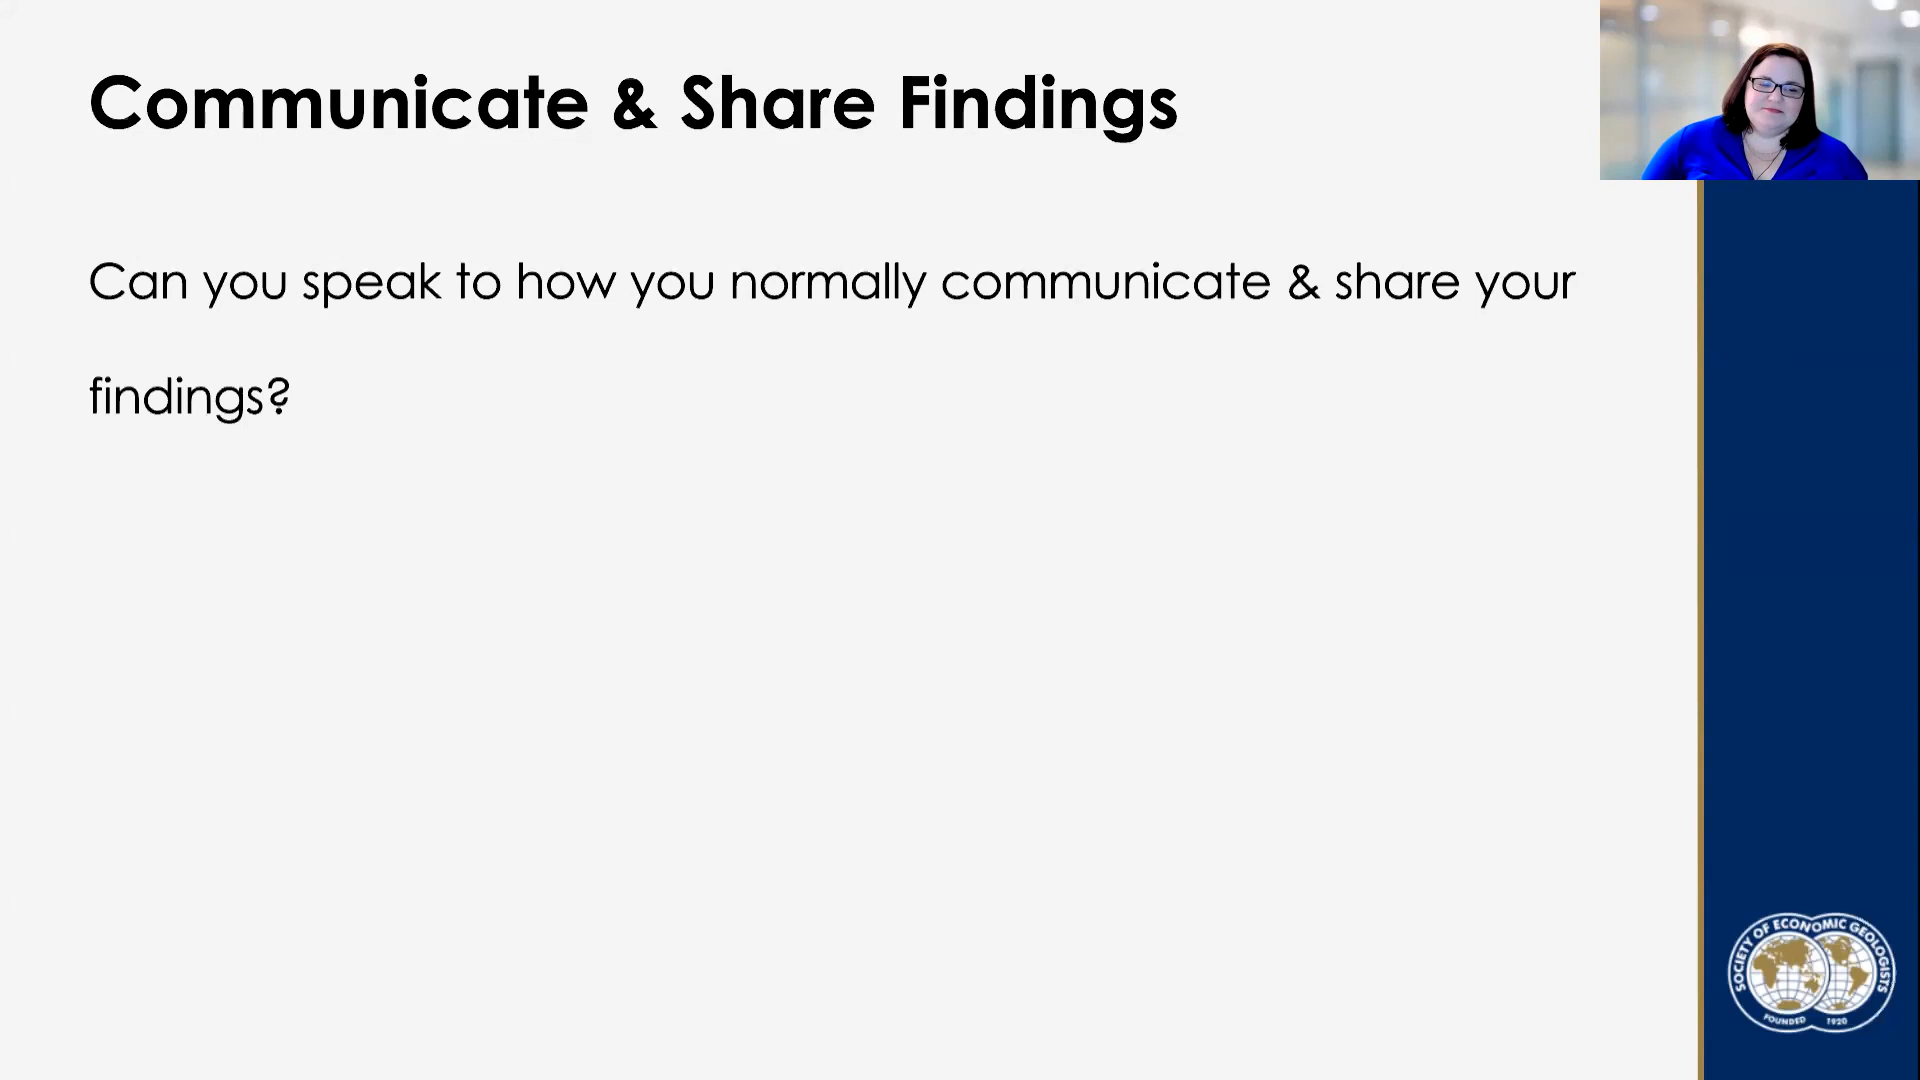 Communicate & Share Findings
Can you speak to how you normally communicate & share your
findings?
SOCIETY OF ECONOMIC GEOLOGISTS
FOUNDED 1920